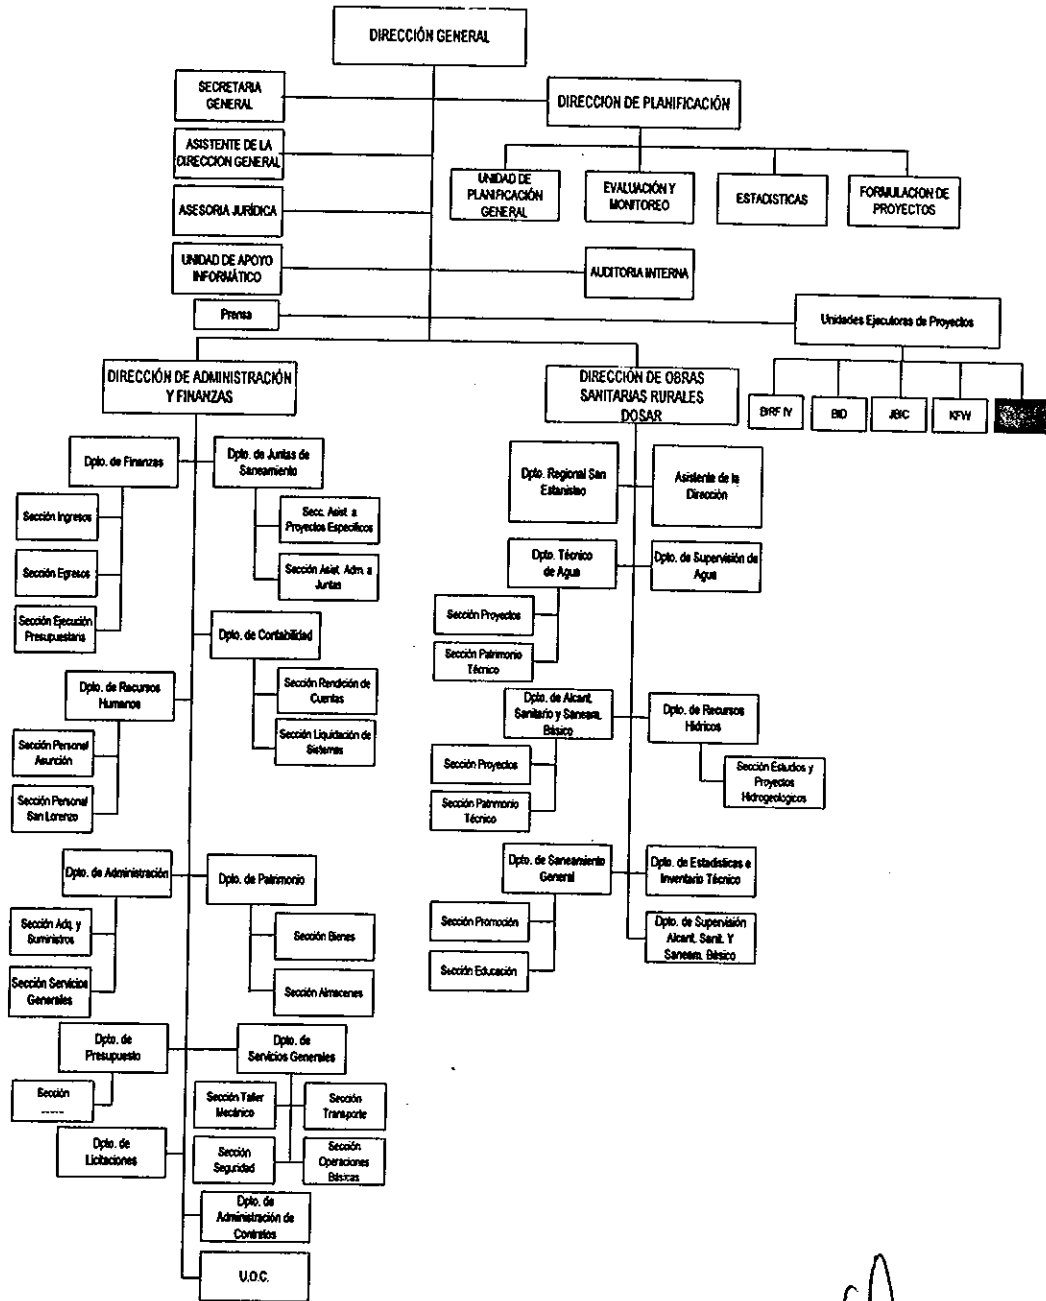 DIRECCIÓN GENERAL
SECRETARIA
GENERAL
DIRECCION DE PLANIFICACIÓN
ASISTENTE DE LA
DIRECCION GENERAL
UNIDAD DE
PLANIFICACIÓN
GENERAL
EVALUACIÓN Y
MONITOREO
ESTADISTICAS
FORMULACION DE
PROYECTOS
ASESORIA JURÍDICA
UNIDAD DE APOYO
INFORMÁTICO
AUDITORIA INTERNA
Prensa
Unidades Ejecutoras de Proyectos
BIRF IV
BID
JBIC
KFW
DIRECCIÓN DE ADMINISTRACIÓN
Y FINANZAS
DIRECCIÓN DE OBRAS
SANITARIAS RURALES
DOSAR
Dpto. de Finanzas
Dpto. de Juntas de
Saneamiento
Sección Ingresos
Secc. Asist. a
Proyectos Específicos
Sección Egresos
Sección Asist. Adm. a
Juntas
Sección Ejecución
Presupuestaria
Dpto. de Contabilidad
Dpto. de Recursos
Humanos
Sección Rendición de
Cuentas
Sección Personal
Asunción
Sección Liquidación de
Sistemas
Sección Personal
San Lorenzo
Dpto. de Administración
Dpto. de Patrimonio
Sección Adq. y
Suministros
Sección Bienes
Sección Servicios
Generales
Sección Almacenes
Dpto. de
Presupuesto
Dpto. de
Servicios Generales
Sección
-----
Sección Taller
Mecánico
Sección
Transporte
Dpto. de
Licitaciones
Sección
Seguridad
Sección
Operaciones
Básicas
Dpto. de
Administración de
Contratos
U.O.C.
Dpto. Regional San
Estanislao
Asistente de la
Dirección
Dpto. Técnico
de Agua
Dpto. de Supervisión de
Agua
Sección Proyectos
Sección Patrimonio
Técnico
Dpto. de Alcant.
Sanitario y Saneam.
Básico
Dpto. de Recursos
Hídricos
Sección Proyectos
Sección Estudios y
Proyectos
Hidrogeologicos
Sección Patrimonio
Técnico
Dpto. de Saneamiento
General
Dpto. de Estadisticas e
Inventario Técnico
Sección Promoción
Dpto. de Supervisión
Alcant. Sanit. Y
Saneam. Básico
Sección Educación